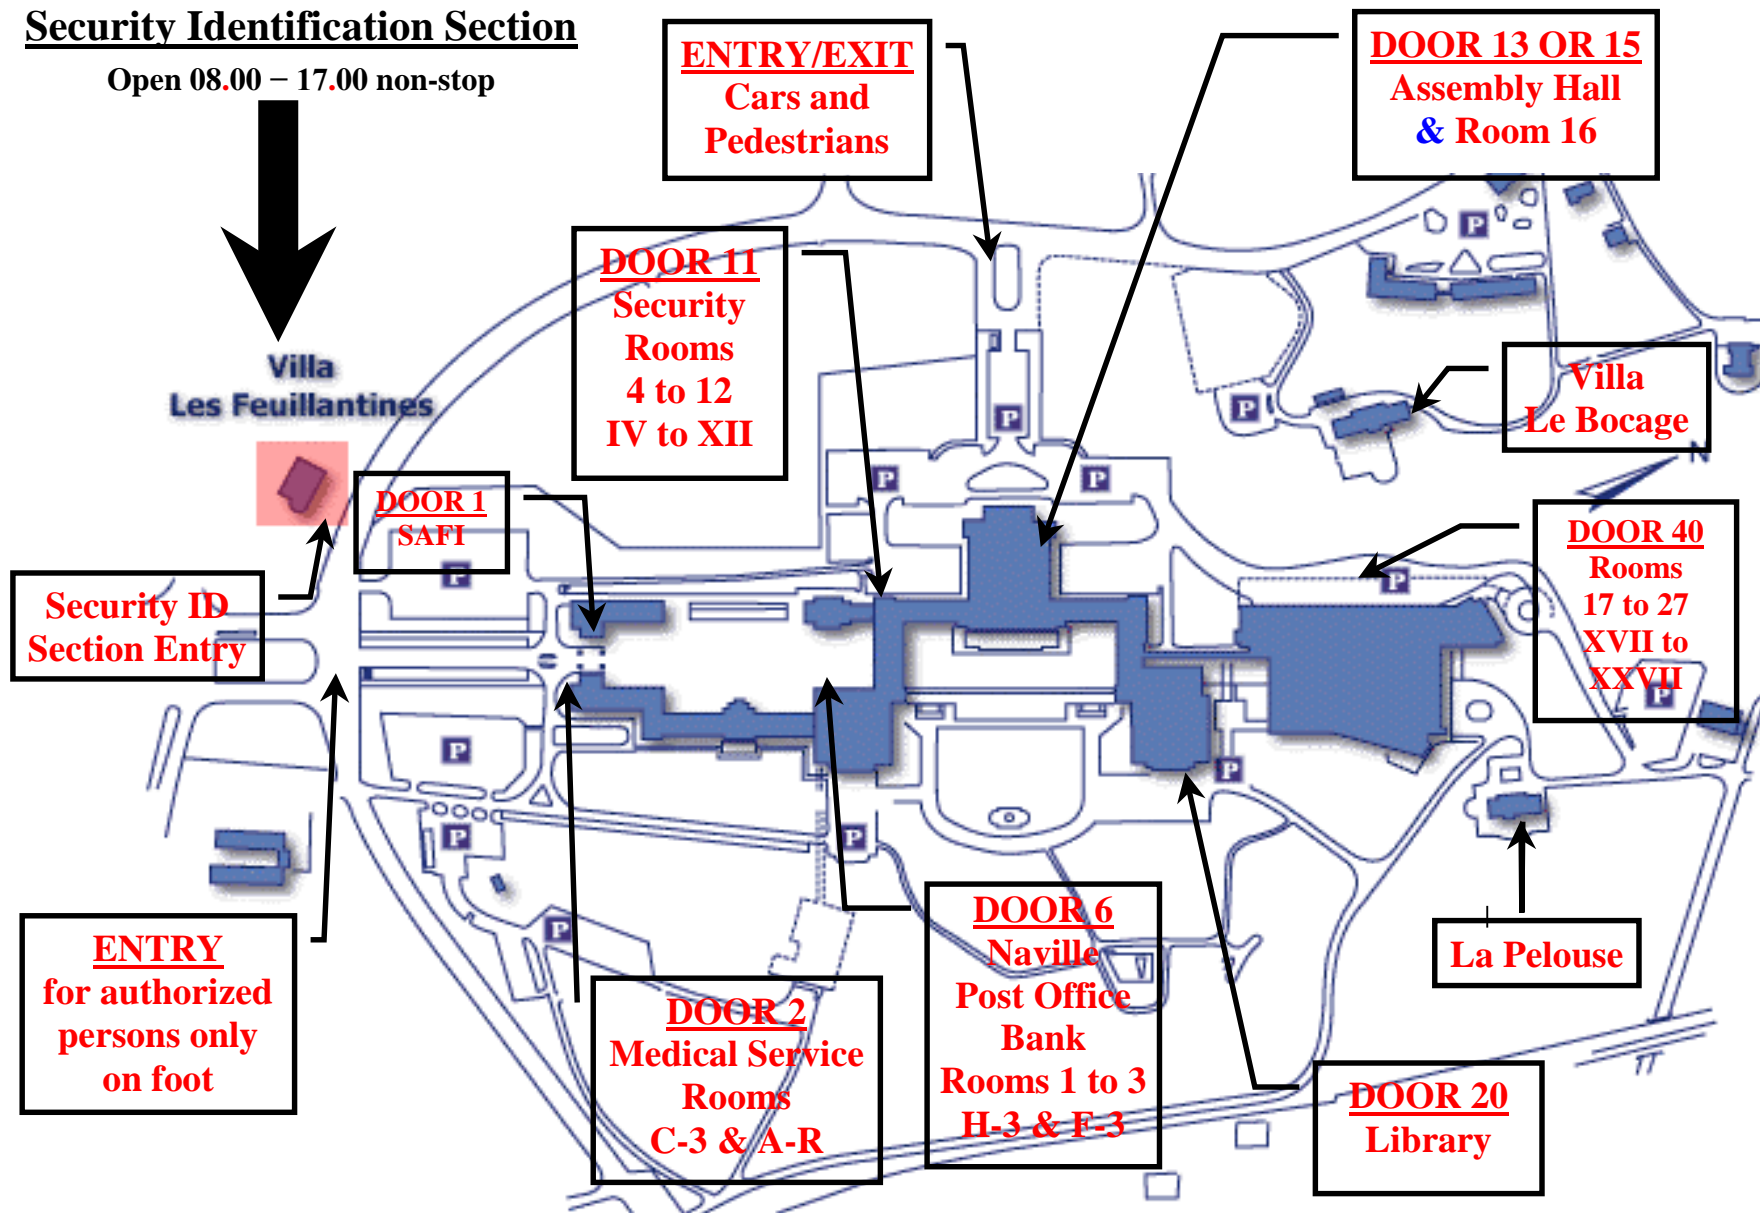 Security Identification Section
Open 08.00 – 17.00 non-stop
ENTRY/EXIT
Cars and
Pedestrians
DOOR 13 OR 15
Assembly Hall
& Room 16
DOOR 11
Security
Rooms
4 to 12
IV to XII
Villa
Les Feuillantines
Villa
Le Bocage
N
DOOR 1
SAFI
DOOR 40
Rooms
17 to 27
XVII to
XXVII
Security ID
Section Entry
ENTRY
for authorized
persons only
on foot
DOOR 2
Medical Service
Rooms
C-3 & A-R
DOOR 6
Naville
Post Office
Bank
Rooms 1 to 3
H-3 & F-3
La Pelouse
DOOR 20
Library
P
P
P
P
P
P
P
P
P
P
P
P
P